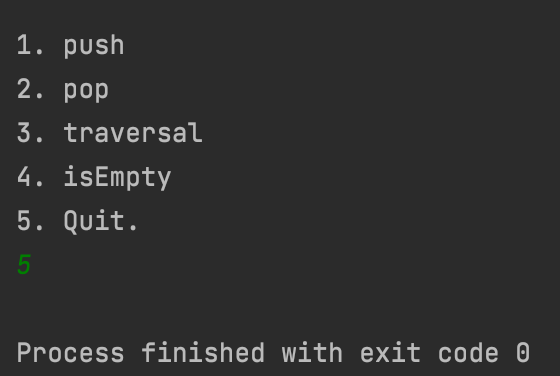 1. push
2. pop
3. traversal
4. isEmpty
5. Quit.
5
Process finished with exit code 0